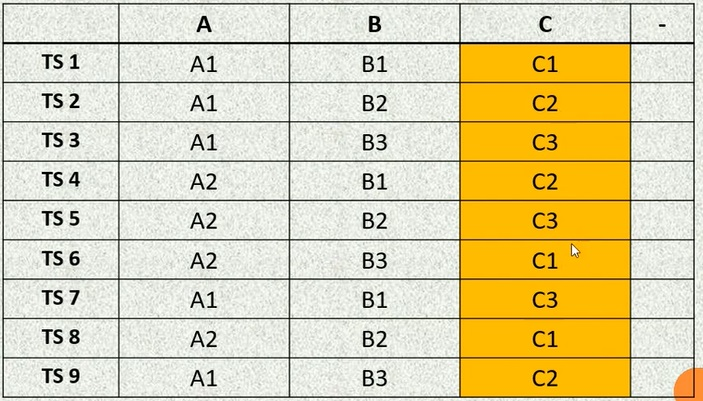 A B C -
TS 1 A1 B1 C1
TS 2 A1 B2 C2
TS 3 A1 B3 C3
TS 4 A2 B1 C2
TS 5 A2 B2 C3
TS 6 A2 B3 C1
TS 7 A1 B1 C3
TS 8 A2 B2 C1
TS 9 A1 B3 C2